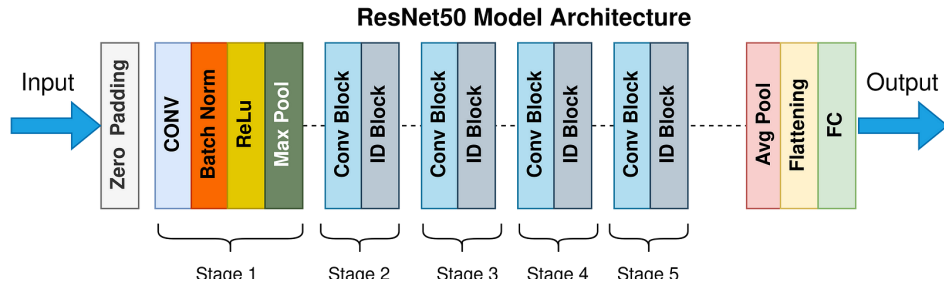 ResNet50 Model Architecture
Input
Zero Padding
CONV
Batch Norm
ReLu
Max Pool
Conv Block
ID Block
Conv Block
ID Block
Conv Block
ID Block
Conv Block
ID Block
Avg Pool
Flattening
FC
Output
Stage 1
Stage 2
Stage 3
Stage 4
Stage 5